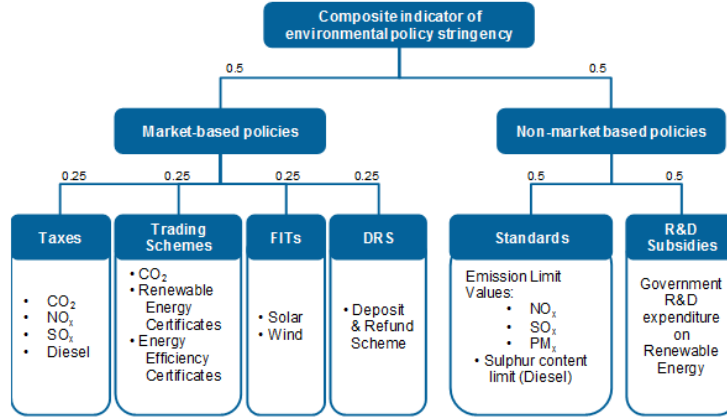 Composite indicator of
environmental policy stringency
0.5
0.5
Market-based policies
Non-market based policies
0.25
0.25
0.25
0.25
0.5
0.5
Taxes
• CO₂
• NOₓ
• SOₓ
• Diesel
Trading
Schemes
• CO₂
• Renewable
Energy
Certificates
• Energy
Efficiency
Certificates
FITs
• Solar
• Wind
DRS
• Deposit
& Refund
Scheme
Standards
Emission Limit
Values:
• NOₓ
• SOₓ
• PMₓ
• Sulphur content
limit (Diesel)
R&D
Subsidies
Government
R&D
expenditure
on
Renewable
Energy